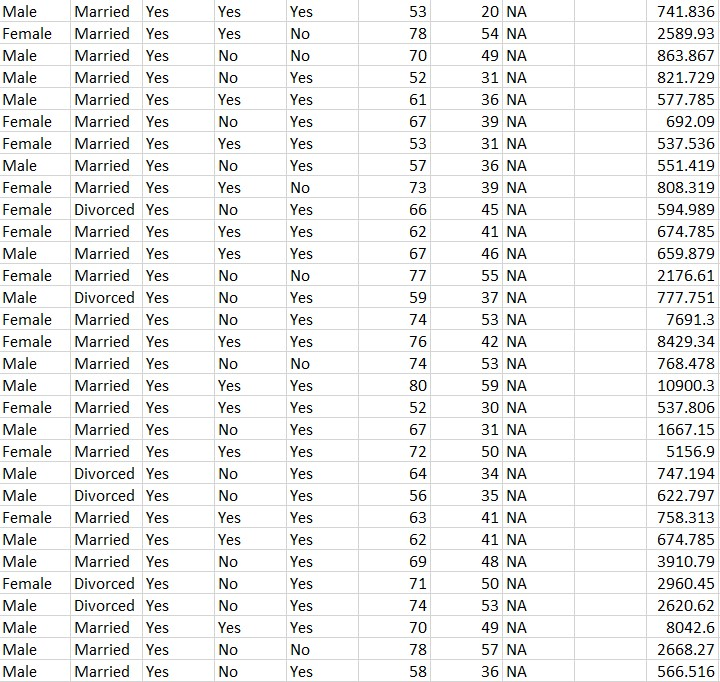 Male Married Yes Yes Yes 53 20 NA 741.836
Female Married Yes Yes No 78 54 NA 2589.93
Male Married Yes No No 70 49 NA 863.867
Male Married Yes No Yes 52 31 NA 821.729
Male Married Yes Yes Yes 61 36 NA 577.785
Female Married Yes No Yes 67 39 NA 692.09
Female Married Yes Yes Yes 53 31 NA 537.536
Male Married Yes No Yes 57 36 NA 551.419
Female Married Yes Yes No 73 39 NA 808.319
Female Divorced Yes No Yes 66 45 NA 594.989
Female Married Yes Yes Yes 62 41 NA 674.785
Male Married Yes Yes Yes 67 46 NA 659.879
Female Married Yes No No 77 55 NA 2176.61
Male Divorced Yes No Yes 59 37 NA 777.751
Female Married Yes No Yes 74 53 NA 7691.3
Female Married Yes Yes Yes 76 42 NA 8429.34
Male Married Yes No No 74 53 NA 768.478
Male Married Yes Yes Yes 80 59 NA 10900.3
Female Married Yes Yes Yes 52 30 NA 537.806
Male Married Yes No Yes 67 31 NA 1667.15
Female Married Yes Yes Yes 72 50 NA 5156.9
Male Divorced Yes No Yes 64 34 NA 747.194
Male Divorced Yes No Yes 56 35 NA 622.797
Female Married Yes Yes Yes 63 41 NA 758.313
Male Married Yes Yes Yes 62 41 NA 674.785
Male Married Yes No Yes 69 48 NA 3910.79
Female Divorced Yes No Yes 71 50 NA 2960.45
Male Divorced Yes No Yes 74 53 NA 2620.62
Male Married Yes Yes Yes 70 49 NA 8042.6
Male Married Yes No No 78 57 NA 2668.27
Male Married Yes No Yes 58 36 NA 566.516